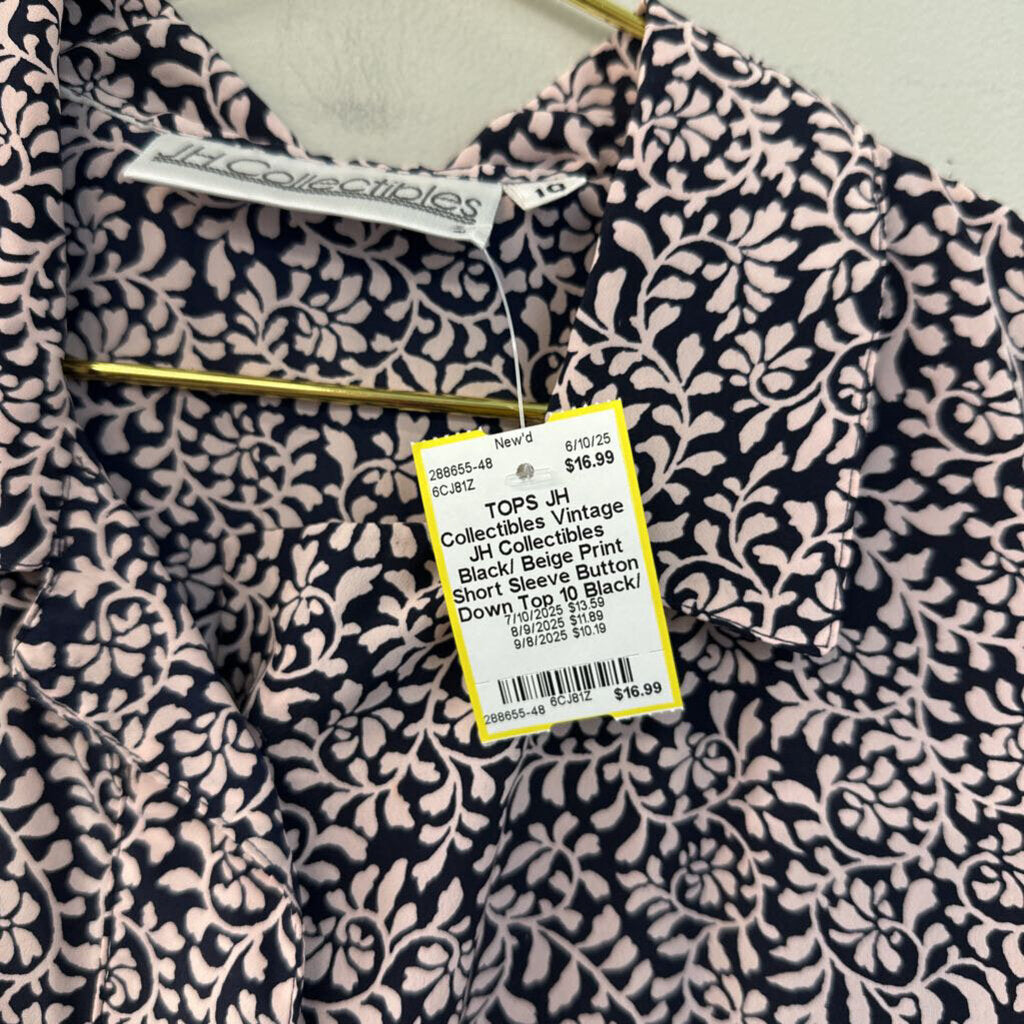 JH Collectibles
10
New'd
288655-48 6/10/25
6CJ81Z $16.99
TOPS JH
Collectibles Vintage
JH Collectibles
Black/ Beige Print
Short Sleeve Button
Down Top 10 Black/
7/10/2025 $13.59
8/9/2025 $11.89
9/8/2025 $10.19
288655-48 6CJ81Z $16.99